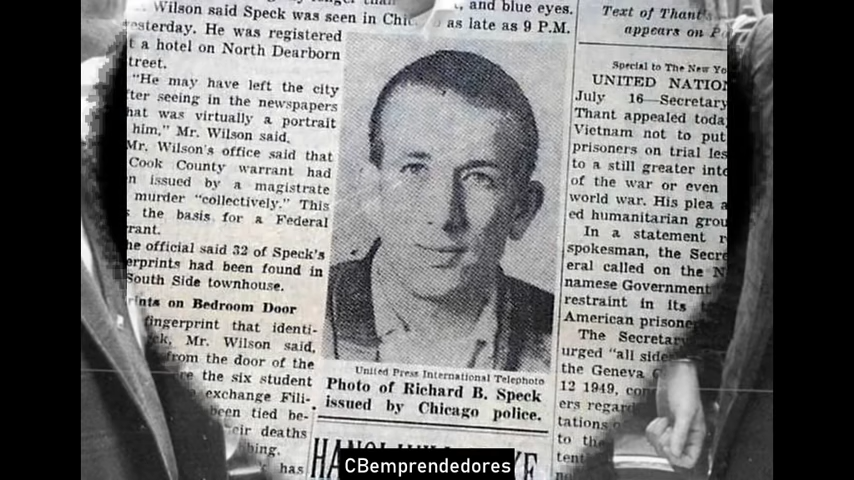 Wilson said Speck was seen in Chic
yesterday. He was registered
t a hotel on North Dearborn
treet.
"He may have left the city
ter seeing in the newspapers
hat was virtually a portrait
him," Mr. Wilson said.
Mr. Wilson's office said that
Cook County warrant had
n issued by a magistrate
murder "collectively." This
the basis for a Federal
rant.
he official said 32 of Speck's
erprints had been found in
South Side townhouse.
rints on Bedroom Door
fingerprint that identi-
ck, Mr. Wilson said,
from the door of the
re the six student
exchange Fili-
been tied be-
eir deaths
hing.
has
, and blue eyes.
as late as 9 P.M.
United Press International Telephoto
Photo of Richard B. Speck
issued by Chicago police.
Text of Thant's
appears on P
Special to The New Yo
UNITED NATION
July 16—Secretary
Thant appealed toda
Vietnam not to put
prisoners on trial les
to a still greater inte
of the war or even
world war. His plea a
ed humanitarian grou
In a statement r
spokesman, the Secre
eral called on the N
namese Government
restraint in its
American prisone
The Secretary
urged "all side
the Geneva
12 1949, con
ers regard
tations o
to the
tent
CBemprendedores